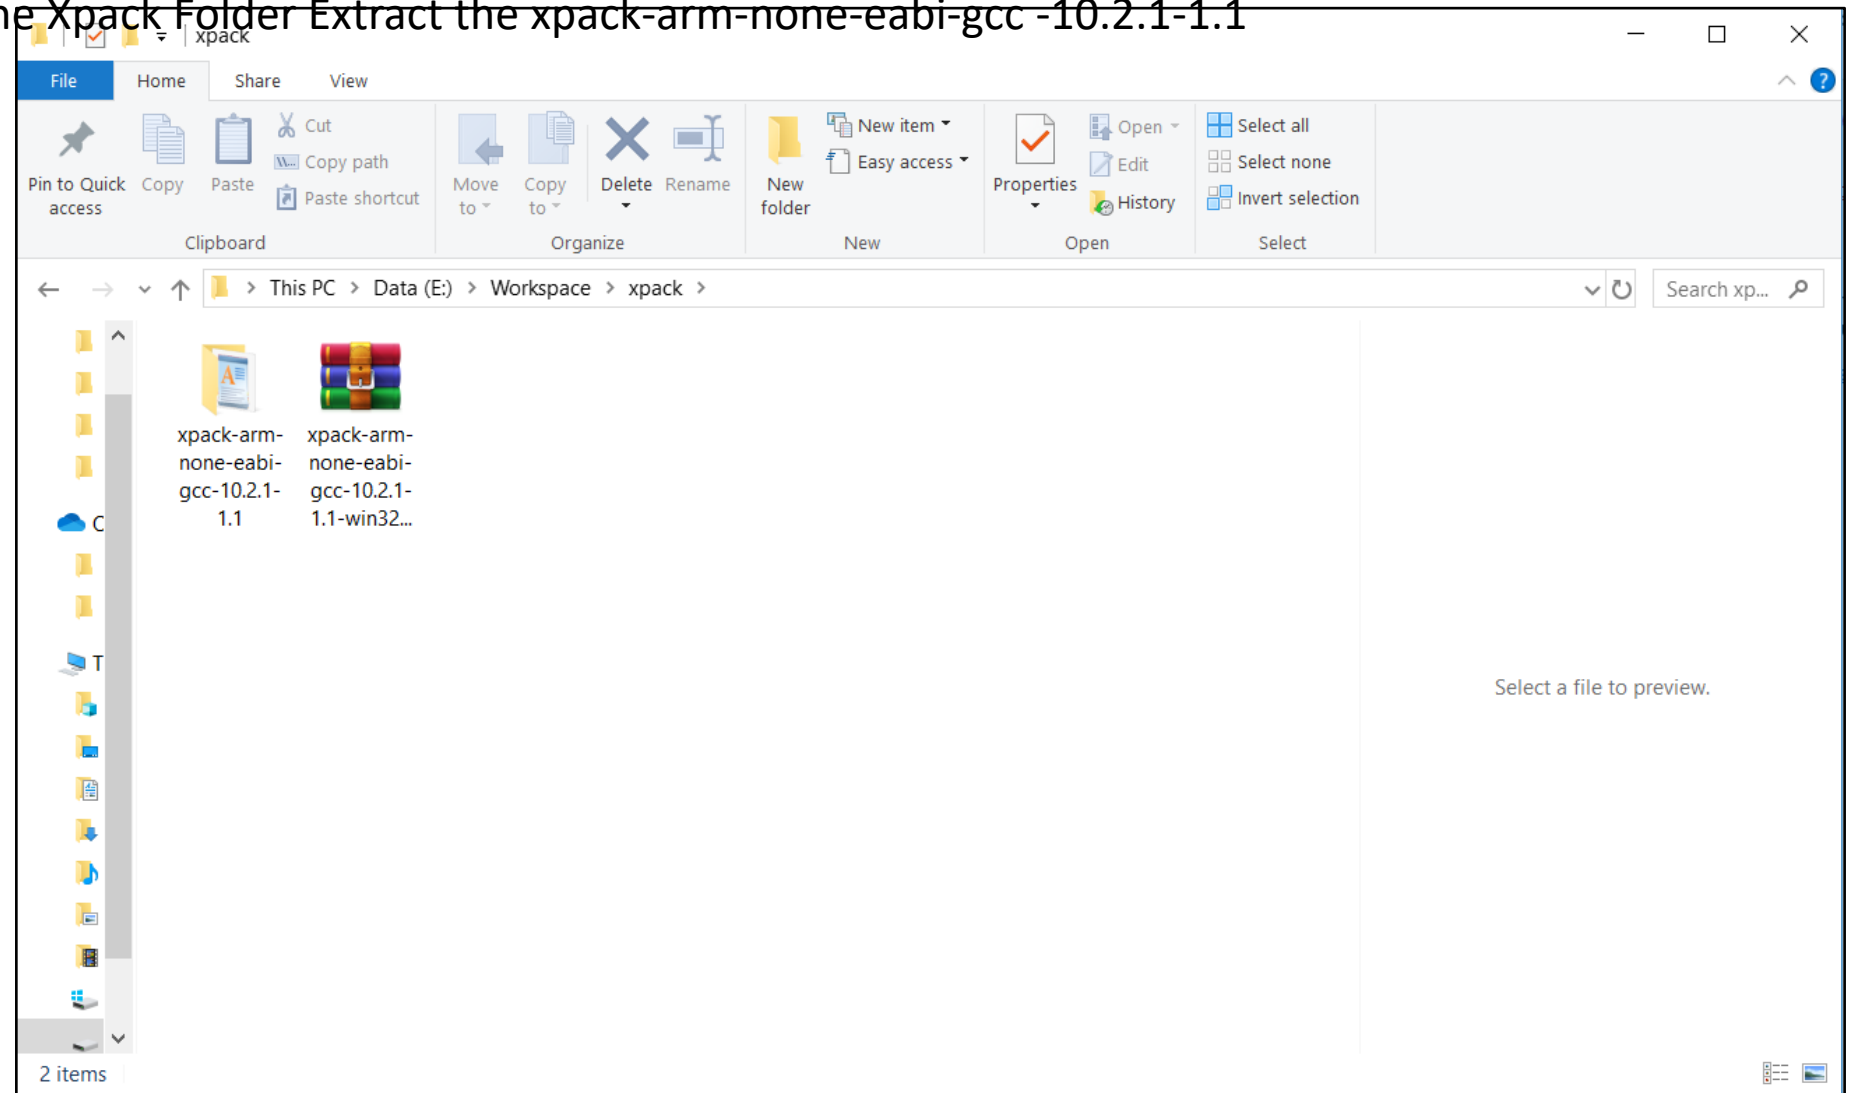 ne Xpack Folder Extract the xpack-arm-none-eabi-gcc -10.2.1-1.1
xpack
File Home Share View
Pin to Quick access
Copy
Paste
Cut
Copy path
Paste shortcut
Clipboard
Move to
Copy to
Delete
Rename
Organize
New folder
New item
Easy access
New
Properties
Open
Edit
History
Open
Select all
Select none
Invert selection
Select
This PC > Data (E:) > Workspace > xpack >
Search xp...
xpack-arm-
none-eabi-
gcc-10.2.1-
1.1
xpack-arm-
none-eabi-
gcc-10.2.1-
1.1-win32...
C
T
Select a file to preview.
2 items